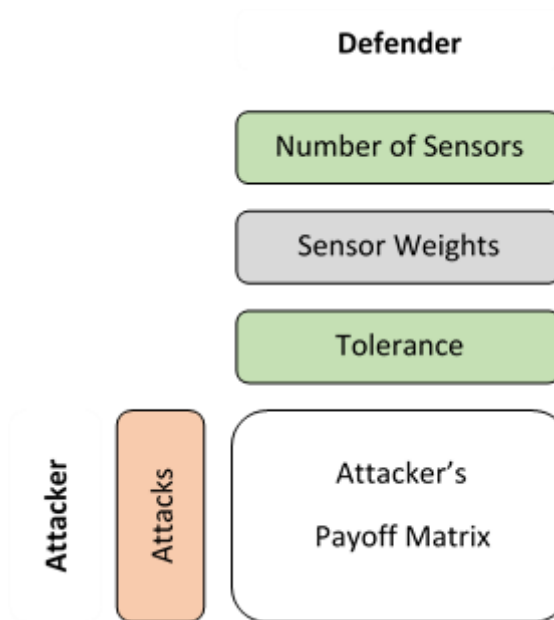 Defender
Number of Sensors
Sensor Weights
Tolerance
Attacker
Attacks
Attacker’s
Payoff Matrix